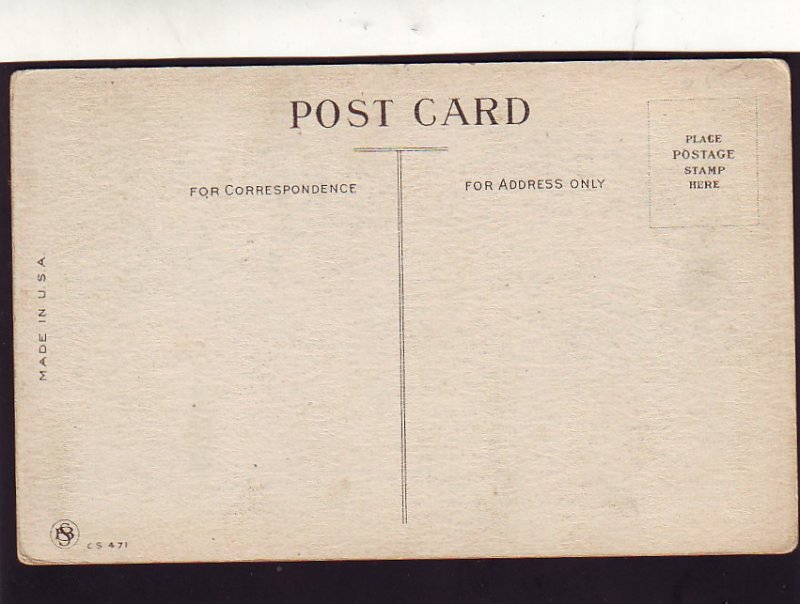 POST CARD
FOR CORRESPONDENCE
FOR ADDRESS ONLY
PLACE
POSTAGE
STAMP
HERE
MADE IN U.S.A.
CS 471